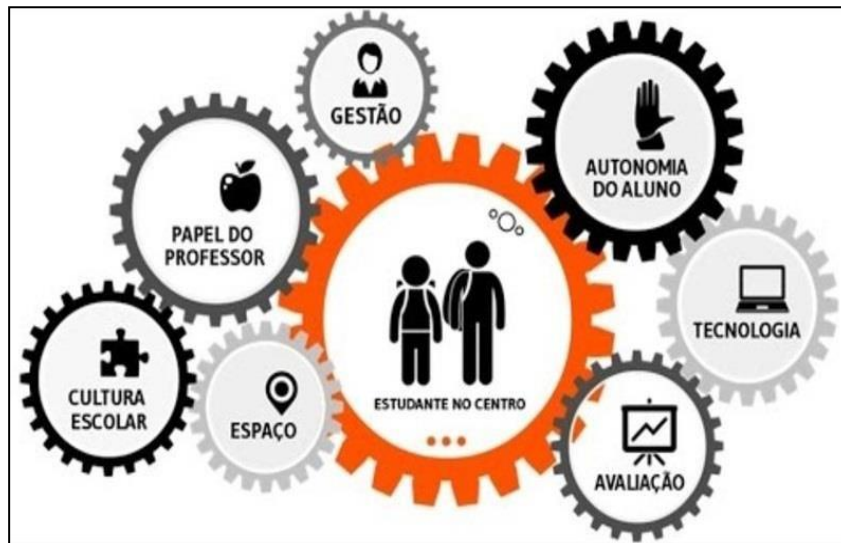 GESTÃO
AUTONOMIA
DO ALUNO
PAPEL DO
PROFESSOR
TECNOLOGIA
CULTURA
ESCOLAR
ESPAÇO
ESTUDANTE NO CENTRO
AVALIAÇÃO